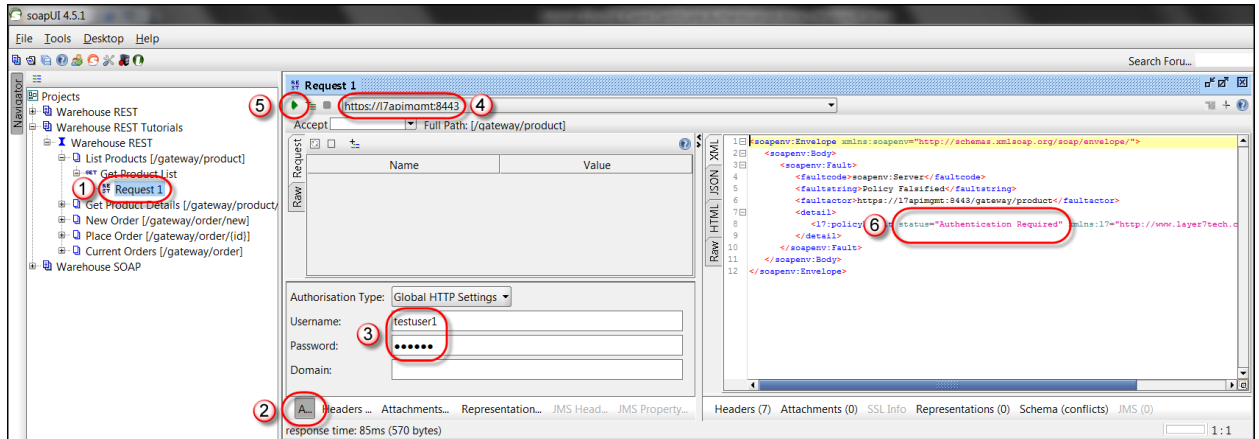 soapUI 4.5.1
File Tools Desktop Help
Search Foru...
Navigator
Projects
Warehouse REST
Warehouse REST Tutorials
Warehouse REST
List Products [/gateway/product]
Get Product List
1 Request 1
Get Product Details [/gateway/product/
New Order [/gateway/order/new]
Place Order [/gateway/order/{id}]
Current Orders [/gateway/order]
Warehouse SOAP
Request 1
5 https://l7apimgmt:8443 4
Accept Full Path: [/gateway/product]
Request
Raw
Name Value
Authorisation Type: Global HTTP Settings
Username: testuser1
3
Password: ●●●●●●
Domain:
2 A... Headers ... Attachments... Representation... JMS Head... JMS Property...
response time: 85ms (570 bytes)
XML
JSON
HTML
Raw
1 <soapenv:Envelope xmlns:soapenv="http://schemas.xmlsoap.org/soap/envelope/">
2 <soapenv:Body>
3 <soapenv:Fault>
4 <faultcode>soapenv:Server</faultcode>
5 <faultstring>Policy Falsified</faultstring>
6 <faultactor>https://l7apimgmt:8443/gateway/product</faultactor>
7 <detail>
8 <l7:policy 6 status="Authentication Required" xmlns:l7="http://www.layer7tech.c
9 </detail>
10 </soapenv:Fault>
11 </soapenv:Body>
12 </soapenv:Envelope>
Headers (7) Attachments (0) SSL Info Representations (0) Schema (conflicts) JMS (0)
1 : 1